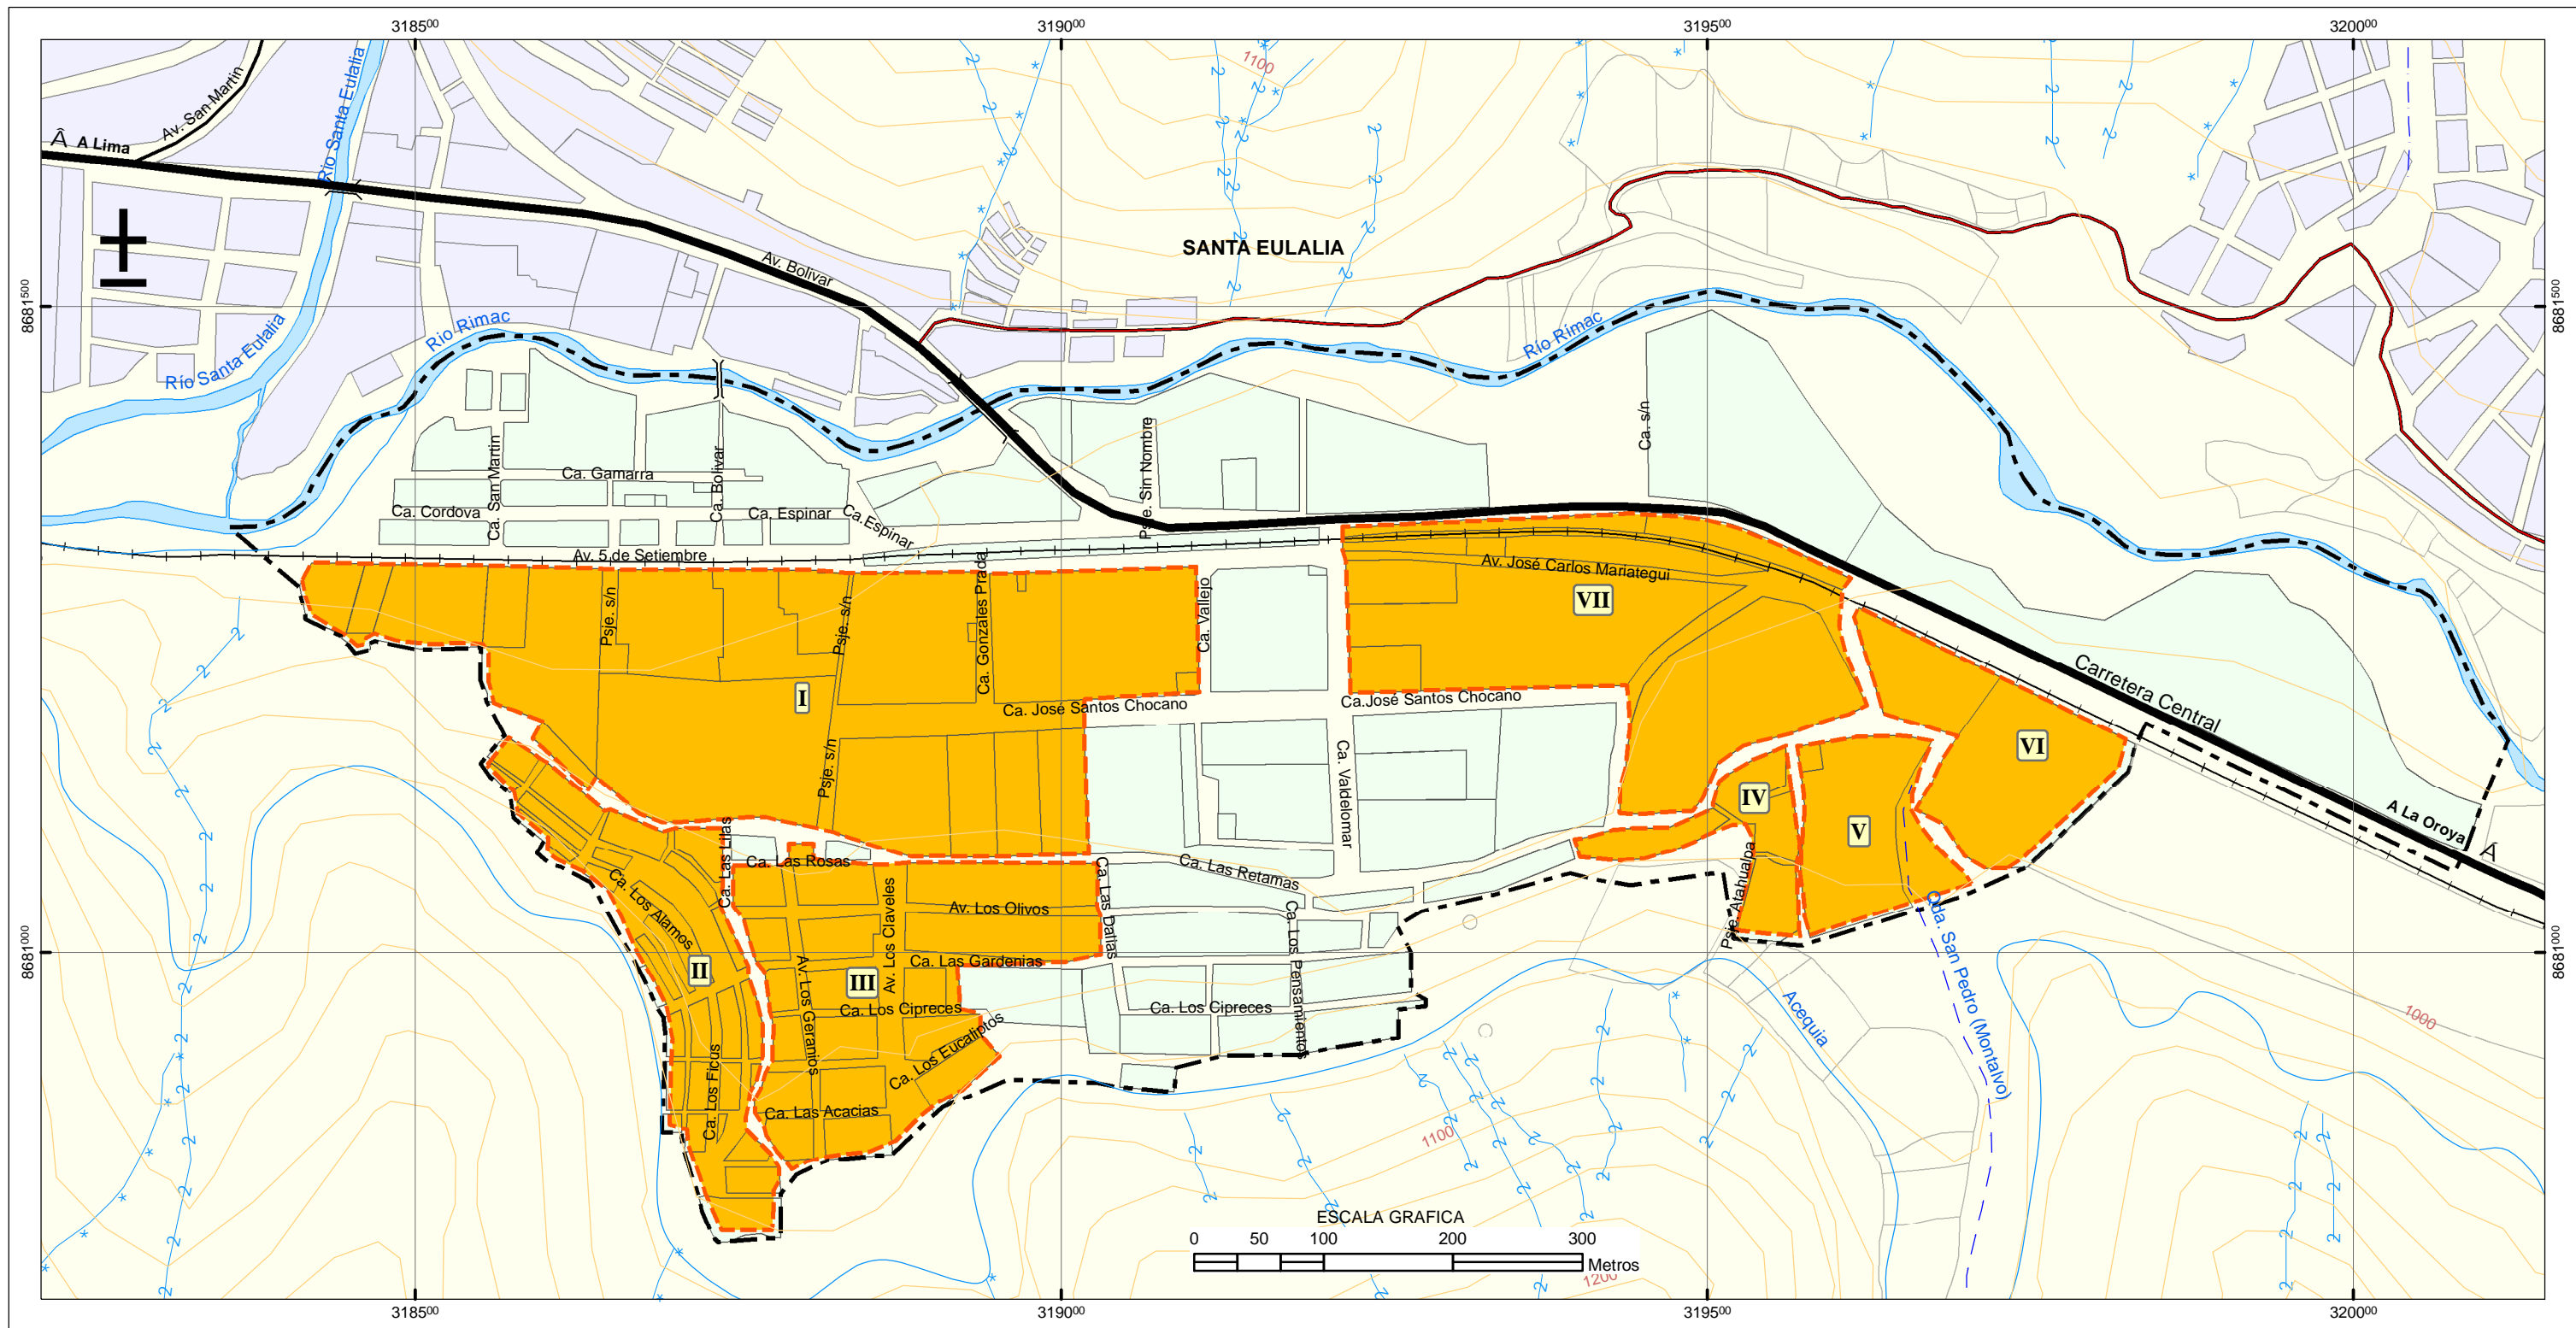 318500
319000
319500
320000
Av. San Martin
Río Santa Eulalia
1100
Â A Lima
SANTA EULALIA
Av. Bolivar
8681500
8681500
Río Rimac
Río Rimac
Río Santa Eulalia
Ca. s/n
Psje. Sin Nombre
Ca. San Martin
Ca. Gamarra
Ca. Bolivar
Ca. Cordova
Ca. Espinar
Ca. Espinar
Av. 5 de Setiembre
Av. José Carlos Mariategui
Psje. s/n
Psje. s/n
Ca. Gonzales Prada
Ca. Vallejo
VII
I
Ca. José Santos Chocano
Ca.José Santos Chocano
Carretera Central
VI
Psje. s/n
Ca. Valdelomar
IV
V
A La Oroya Â
Ca. Las Lilas
Ca. Las Rosas
Ca. Las Retamas
Psje. Atahualpa
Ca. Los Alamos
Av. Los Claveles
Av. Los Olivos
Ca. Las Dalias
Ca. Los Pensamientos
Qda. San Pedro (Montalvo)
8681000
8681000
II
III
Ca. Las Gardenias
Av. Los Geranios
Ca. Los Cipreces
Ca. Los Cipreces
Acequia
1000
Ca. Los Eucaliptos
Ca. Los Ficus
Ca. Las Acacias
1100
ESCALA GRAFICA
0 50 100 200 300
Metros
1200
318500
319000
319500
320000